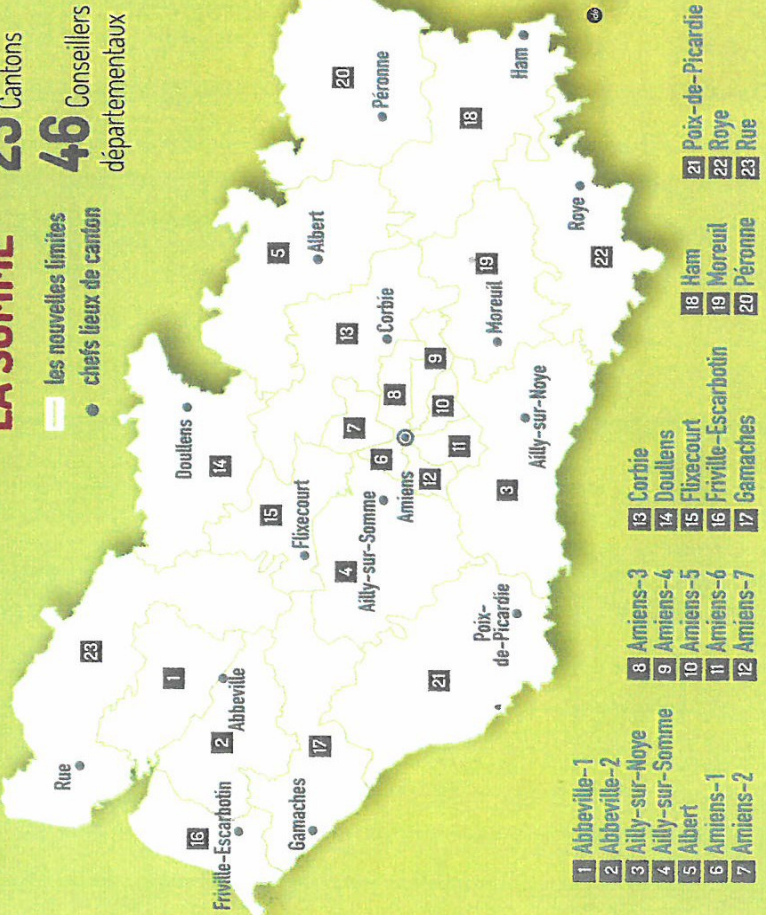 LA SOMME
23 Cantons
46 Conseillers
départementaux
les nouvelles limites
chefs lieux de canton
Rue
23
1
Abbeville
2
16
Friville-Escarbotin
Gamaches
17
21
Poix-
de-Picardie
Doullens
14
15
Flixecourt
4
Ailly-sur-Somme
Amiens
6
7
8
9
10
11
12
13
Corbie
5
Albert
20
Péronne
18
Ham
19
Moreuil
Roye
22
3
Ailly-sur-Noye
idé
1 Abbeville-1
2 Abbeville-2
3 Ailly-sur-Noye
4 Ailly-sur-Somme
5 Albert
6 Amiens-1
7 Amiens-2
8 Amiens-3
9 Amiens-4
10 Amiens-5
11 Amiens-6
12 Amiens-7
13 Corbie
14 Doullens
15 Flixecourt
16 Friville-Escarbotin
17 Gamaches
18 Ham
19 Moreuil
20 Péronne
21 Poix-de-Picardie
22 Roye
23 Rue